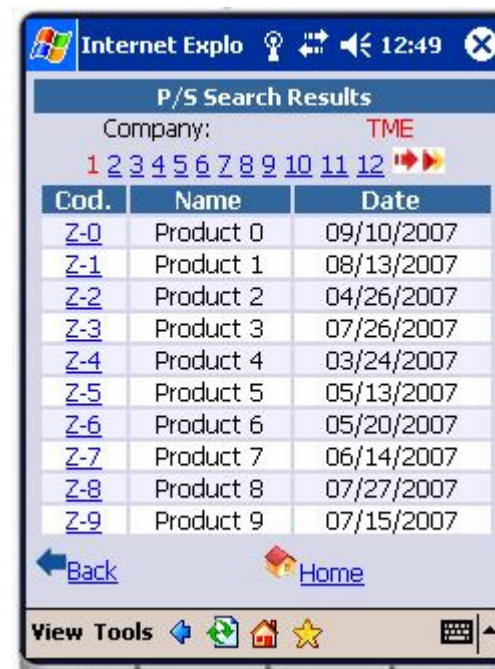 Internet Explo 12:49
P/S Search Results
Company: TME
1 2 3 4 5 6 7 8 9 10 11 12
Cod. Name Date
Z-0 Product 0 09/10/2007
Z-1 Product 1 08/13/2007
Z-2 Product 2 04/26/2007
Z-3 Product 3 07/26/2007
Z-4 Product 4 03/24/2007
Z-5 Product 5 05/13/2007
Z-6 Product 6 05/20/2007
Z-7 Product 7 06/14/2007
Z-8 Product 8 07/27/2007
Z-9 Product 9 07/15/2007
Back Home
View Tools